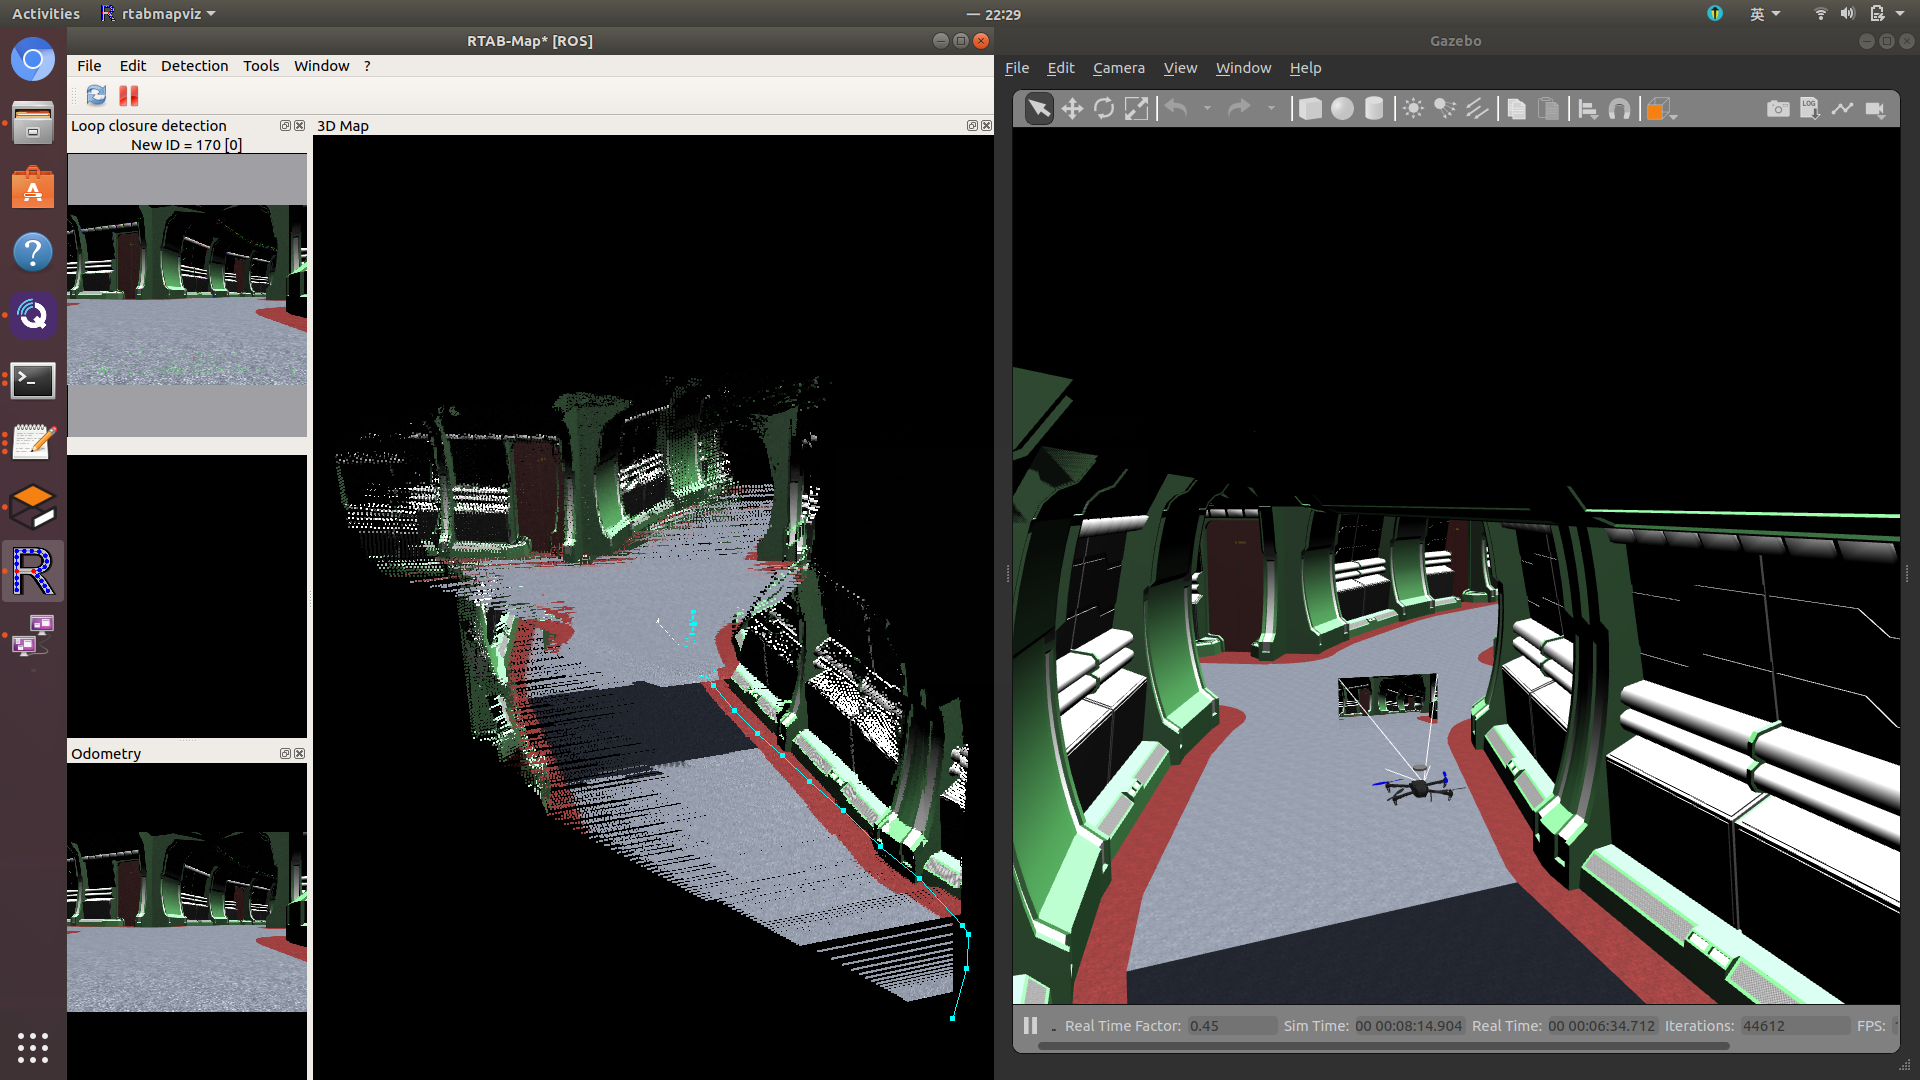 Activities
rtabmapviz
— 22:29
英
RTAB-Map* [ROS]
File Edit Detection Tools Window ?
Loop closure detection
New ID = 170 [0]
3D Map
Odometry
Gazebo
File Edit Camera View Window Help
LOG
Real Time Factor: 0.45 Sim Time: 00 00:08:14.904 Real Time: 00 00:06:34.712 Iterations: 44612 FPS: